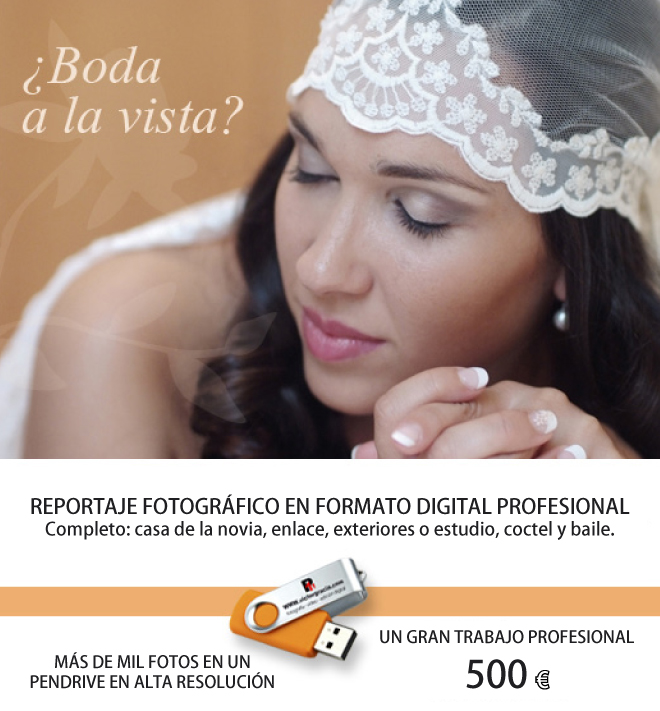 ¿Boda
a la vista?
REPORTAJE FOTOGRÁFICO EN FORMATO DIGITAL PROFESIONAL
Completo: casa de la novia, enlace, exteriores o estudio, coctel y baile.
UN GRAN TRABAJO PROFESIONAL
500 €
MÁS DE MIL FOTOS EN UN
PENDRIVE EN ALTA RESOLUCIÓN